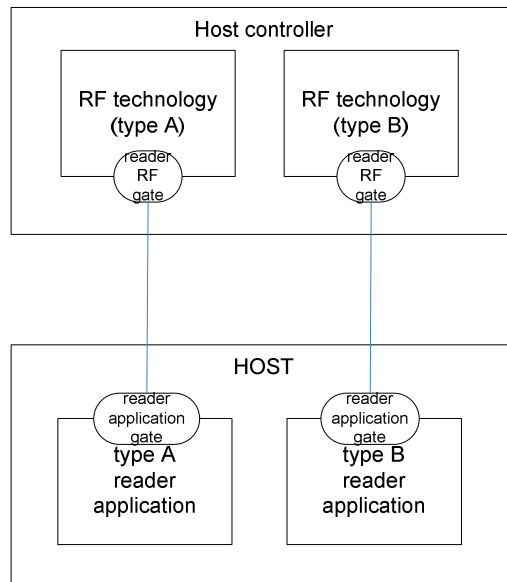 Host controller
RF technology
(type A)
reader
RF
gate
RF technology
(type B)
reader
RF
gate
HOST
reader
application
gate
type A
reader
application
reader
application
gate
type B
reader
application